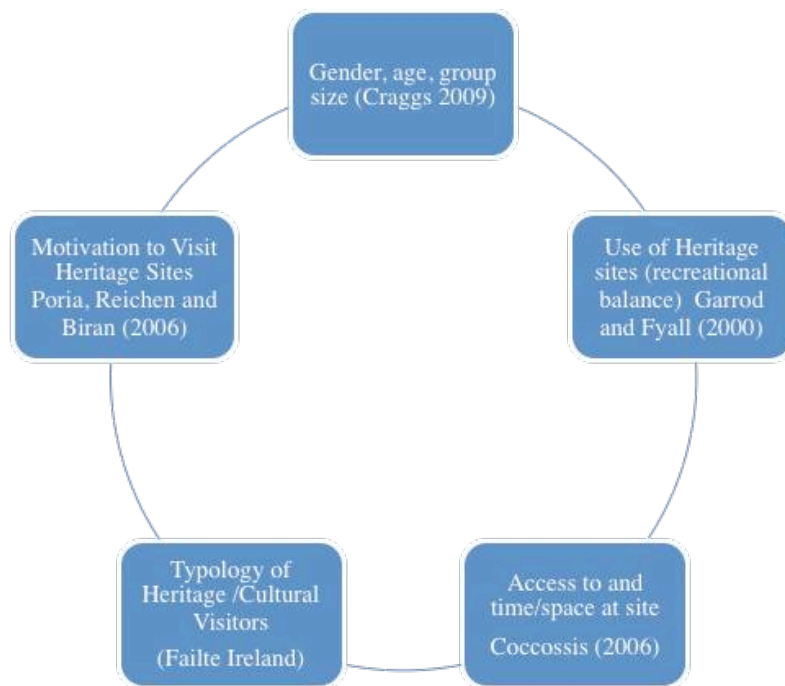 Gender, age, group
size (Craggs 2009)
Use of Heritage
sites (recreational
balance) Garrod
and Fyall (2000)
Access to and
time/space at site
Coccossis (2006)
Typology of
Heritage /Cultural
Visitors
(Failte Ireland)
Motivation to Visit
Heritage Sites
Poria, Reichen and
Biran (2006)